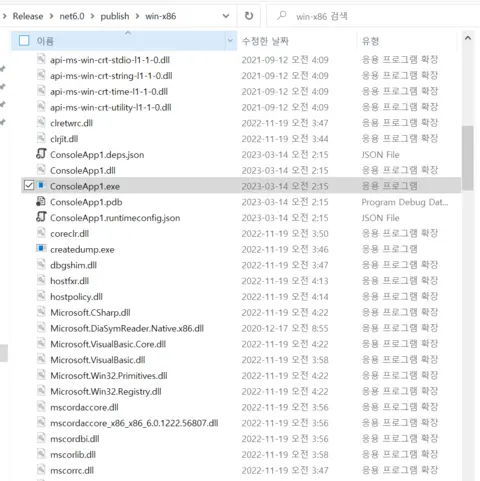 Release > net6.0 > publish > win-x86
win-x86 검색
이름 수정한 날짜 유형
api-ms-win-crt-stdio-l1-1-0.dll 2021-09-12 오전 4:09 응용 프로그램 확장
api-ms-win-crt-string-l1-1-0.dll 2021-09-12 오전 4:09 응용 프로그램 확장
api-ms-win-crt-time-l1-1-0.dll 2021-09-12 오전 4:09 응용 프로그램 확장
api-ms-win-crt-utility-l1-1-0.dll 2021-09-12 오전 4:09 응용 프로그램 확장
clretwrc.dll 2022-11-19 오전 3:47 응용 프로그램 확장
clrjit.dll 2022-11-19 오전 3:44 응용 프로그램 확장
ConsoleApp1.deps.json 2023-03-14 오전 2:15 JSON File
ConsoleApp1.dll 2023-03-14 오전 2:15 응용 프로그램 확장
ConsoleApp1.exe 2023-03-14 오전 2:15 응용 프로그램
ConsoleApp1.pdb 2023-03-14 오전 2:15 Program Debug Dat...
ConsoleApp1.runtimeconfig.json 2023-03-14 오전 2:15 JSON File
coreclr.dll 2022-11-19 오전 3:50 응용 프로그램 확장
createdump.exe 2022-11-19 오전 3:46 응용 프로그램
dbgshim.dll 2022-11-19 오전 3:47 응용 프로그램 확장
hostfxr.dll 2022-11-19 오전 4:13 응용 프로그램 확장
hostpolicy.dll 2022-11-19 오전 4:14 응용 프로그램 확장
Microsoft.CSharp.dll 2022-11-19 오전 4:22 응용 프로그램 확장
Microsoft.DiaSymReader.Native.x86.dll 2020-12-17 오전 8:55 응용 프로그램 확장
Microsoft.VisualBasic.Core.dll 2022-11-19 오전 4:22 응용 프로그램 확장
Microsoft.VisualBasic.dll 2022-11-19 오전 3:58 응용 프로그램 확장
Microsoft.Win32.Primitives.dll 2022-11-19 오전 4:22 응용 프로그램 확장
Microsoft.Win32.Registry.dll 2022-11-19 오전 4:22 응용 프로그램 확장
mscordaccore.dll 2022-11-19 오전 3:56 응용 프로그램 확장
mscordaccore_x86_x86_6.0.1222.56807.dll 2022-11-19 오전 3:56 응용 프로그램 확장
mscordbi.dll 2022-11-19 오전 3:56 응용 프로그램 확장
mscorlib.dll 2022-11-19 오전 3:58 응용 프로그램 확장
mscorrc.dll 2022-11-19 오전 3:47 응용 프로그램 확장